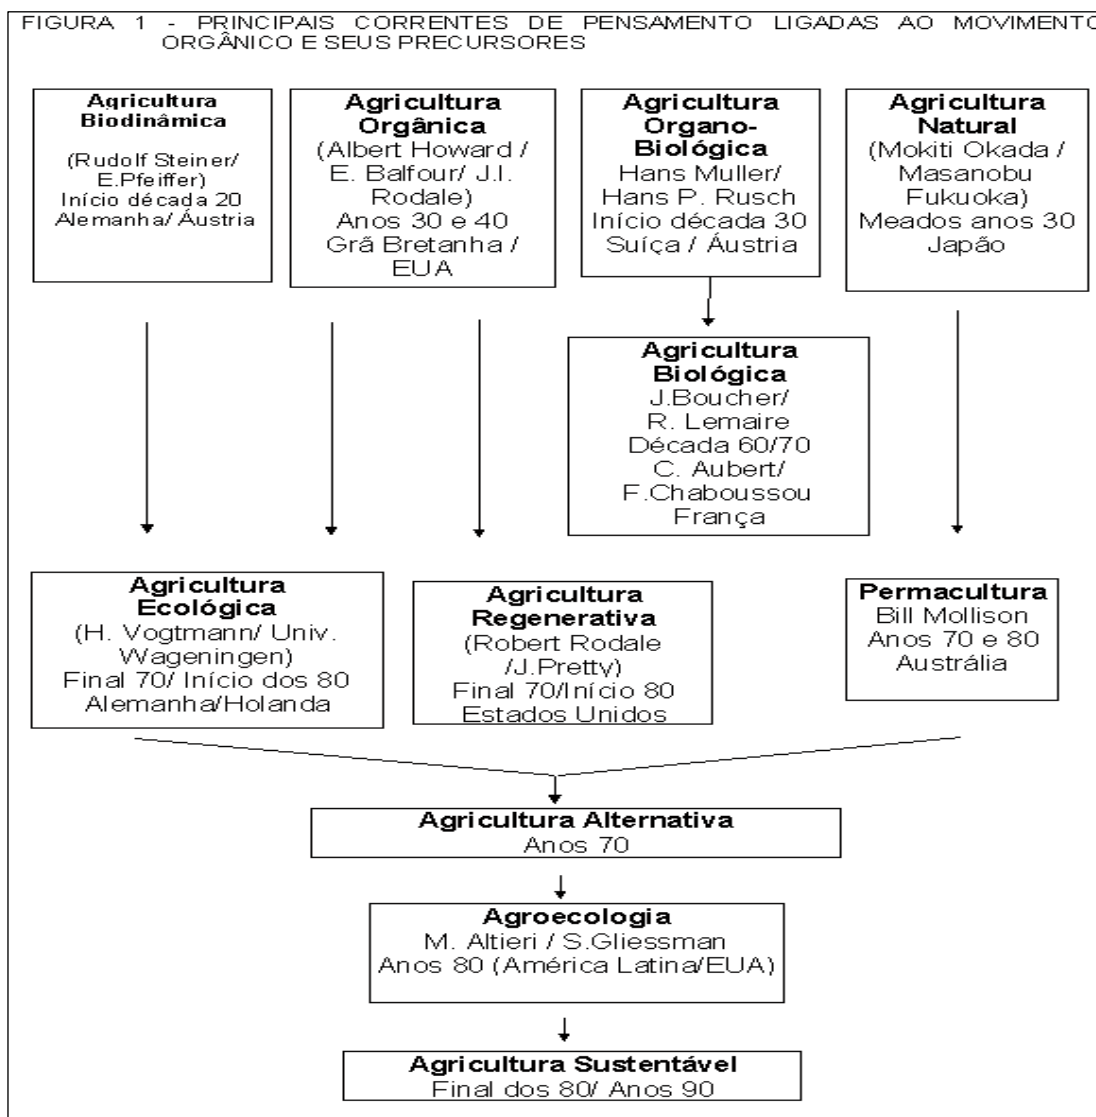 FIGURA 1 - PRINCIPAIS CORRENTES DE PENSAMENTO LIGADAS AO MOVIMENTO
ORGÂNICO E SEUS PRECURSORES
Agricultura
Biodinâmica
(Rudolf Steiner/
E.Pfeiffer)
Início década 20
Alemanha/ Áustria
Agricultura
Orgânica
(Albert Howard /
E. Balfour/ J.I.
Rodale)
Anos 30 e 40
Grã Bretanha /
EUA
Agricultura
Organo-
Biológica
Hans Muller/
Hans P. Rusch
Início década 30
Suíça / Áustria
Agricultura
Natural
(Mokiti Okada /
Masanobu
Fukuoka)
Meados anos 30
Japão
Agricultura
Biológica
J.Boucher/
R. Lemaire
Década 60/70
C. Aubert/
F.Chaboussou
França
Agricultura
Ecológica
(H. Vogtmann/ Univ.
Wageningen)
Final 70/ Início dos 80
Alemanha/Holanda
Agricultura
Regenerativa
(Robert Rodale
/J.Pretty)
Final 70/Início 80
Estados Unidos
Permacultura
Bill Mollison
Anos 70 e 80
Austrália
Agricultura Alternativa
Anos 70
Agroecologia
M. Altieri / S.Gliessman
Anos 80 (América Latina/EUA)
Agricultura Sustentável
Final dos 80/ Anos 90